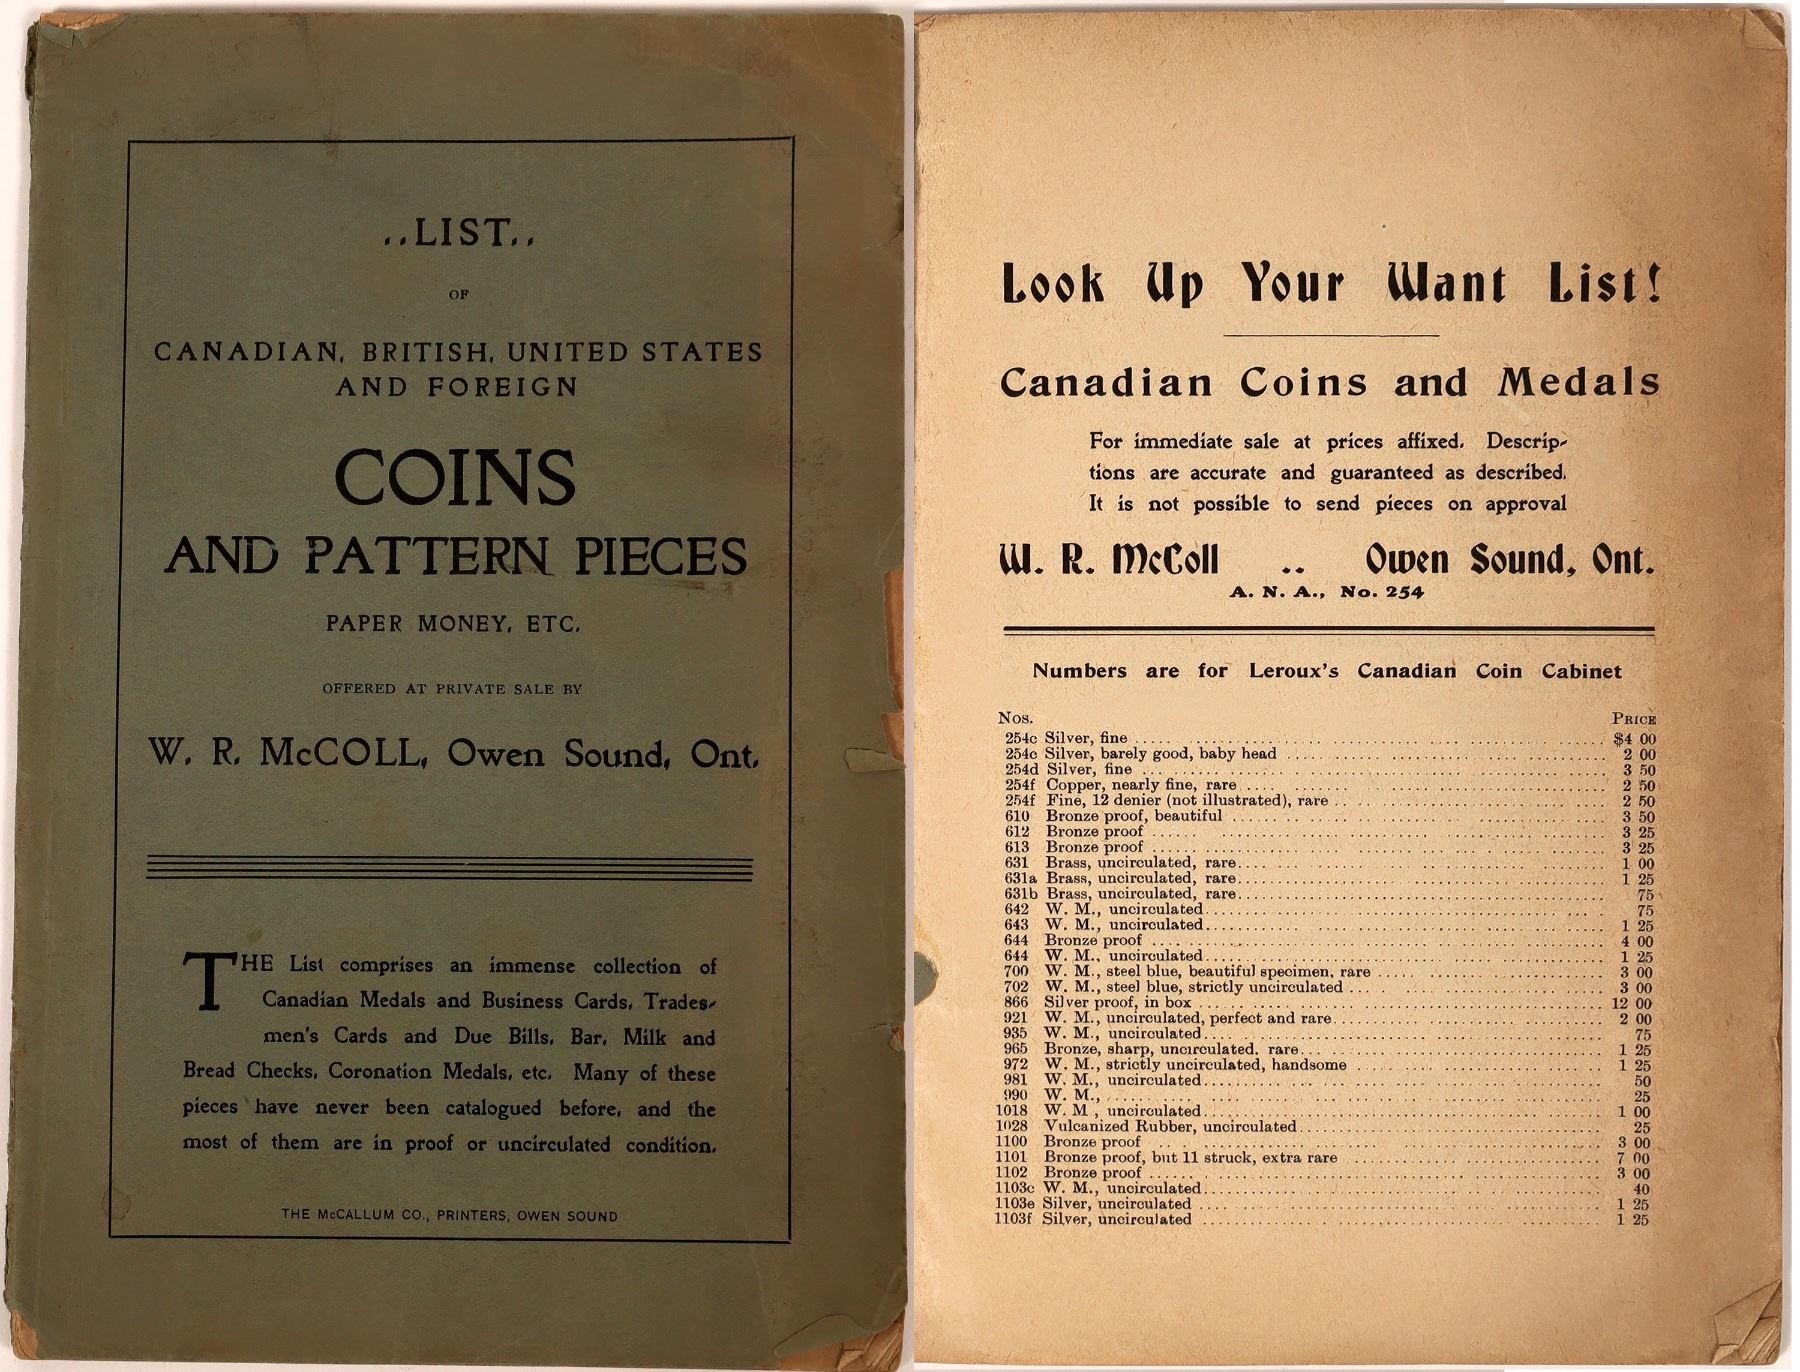 ..LIST..
OF
CANADIAN, BRITISH, UNITED STATES
AND FOREIGN
COINS
AND PATTERN PIECES
PAPER MONEY, ETC.
OFFERED AT PRIVATE SALE BY
W. R. McCOLL, Owen Sound, Ont.
THE List comprises an immense collection of
Canadian Medals and Business Cards, Trades-
men's Cards and Due Bills, Bar, Milk and
Bread Checks, Coronation Medals, etc. Many of these
pieces have never been catalogued before, and the
most of them are in proof or uncirculated condition.
THE McCALLUM CO., PRINTERS, OWEN SOUND
Look Up Your Want List!
Canadian Coins and Medals
For immediate sale at prices affixed. Descrip-
tions are accurate and guaranteed as described.
It is not possible to send pieces on approval
W. R. McColl .. Owen Sound, Ont.
A. N. A., No. 254
Numbers are for Leroux's Canadian Coin Cabinet
Nos. PRICE
254c Silver, fine $4 00
254c Silver, barely good, baby head 2 00
254d Silver, fine 3 50
254f Copper, nearly fine, rare 2 50
254f Fine, 12 denier (not illustrated), rare 2 50
610 Bronze proof, beautiful 3 50
612 Bronze proof 3 25
613 Bronze proof 3 25
631 Brass, uncirculated, rare 1 00
631a Brass, uncirculated, rare 1 25
631b Brass, uncirculated, rare 75
642 W. M., uncirculated 75
643 W. M., uncirculated 1 25
644 Bronze proof 4 00
644 W. M., uncirculated 1 25
700 W. M., steel blue, beautiful specimen, rare 3 00
702 W. M., steel blue, strictly uncirculated 3 00
866 Silver proof, in box 12 00
921 W. M., uncirculated, perfect and rare 2 00
935 W. M., uncirculated 75
965 Bronze, sharp, uncirculated, rare 1 25
972 W. M., strictly uncirculated, handsome 1 25
981 W. M., uncirculated 50
990 W. M., 25
1018 W. M , uncirculated 1 00
1028 Vulcanized Rubber, uncirculated 25
1100 Bronze proof 3 00
1101 Bronze proof, but 11 struck, extra rare 7 00
1102 Bronze proof 3 00
1103c W. M., uncirculated 40
1103e Silver, uncirculated 1 25
1103f Silver, uncirculated 1 25